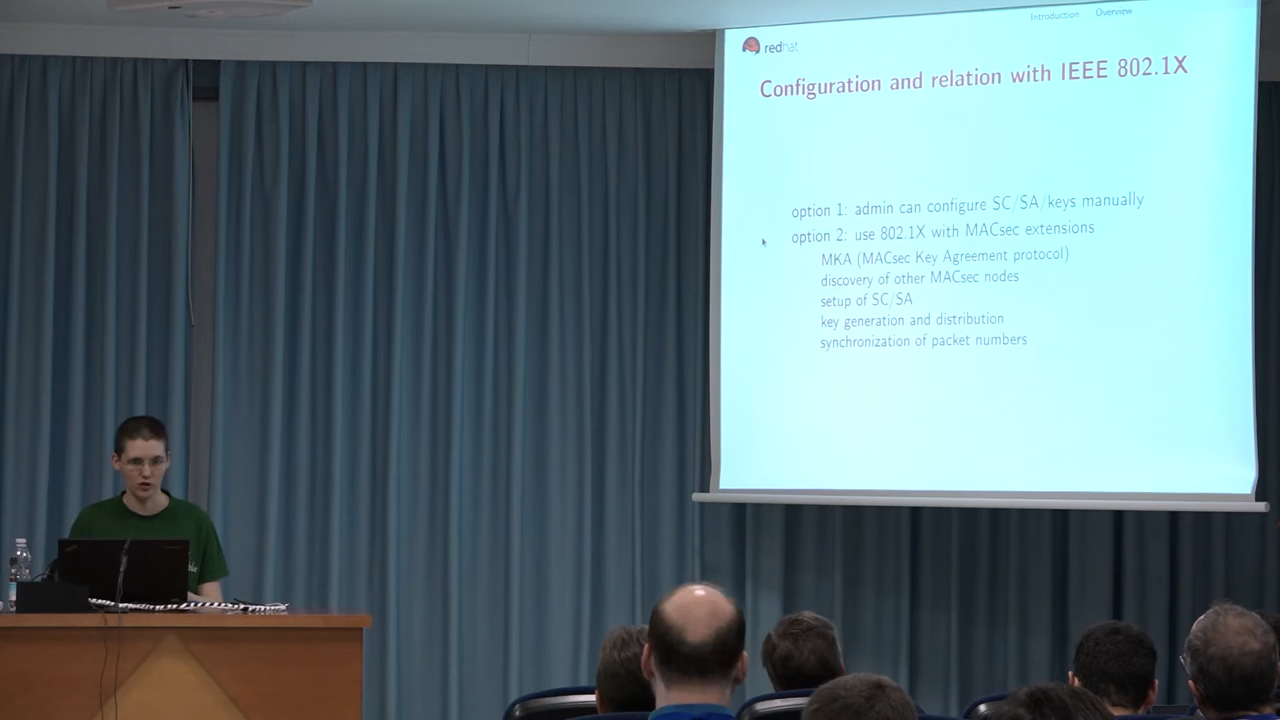 Introduction Overview
redhat
Configuration and relation with IEEE 802.1X
option 1: admin can configure SC/SA/keys manually
option 2: use 802.1X with MACsec extensions
MKA (MACsec Key Agreement protocol)
discovery of other MACsec nodes
setup of SC/SA
key generation and distribution
synchronization of packet numbers